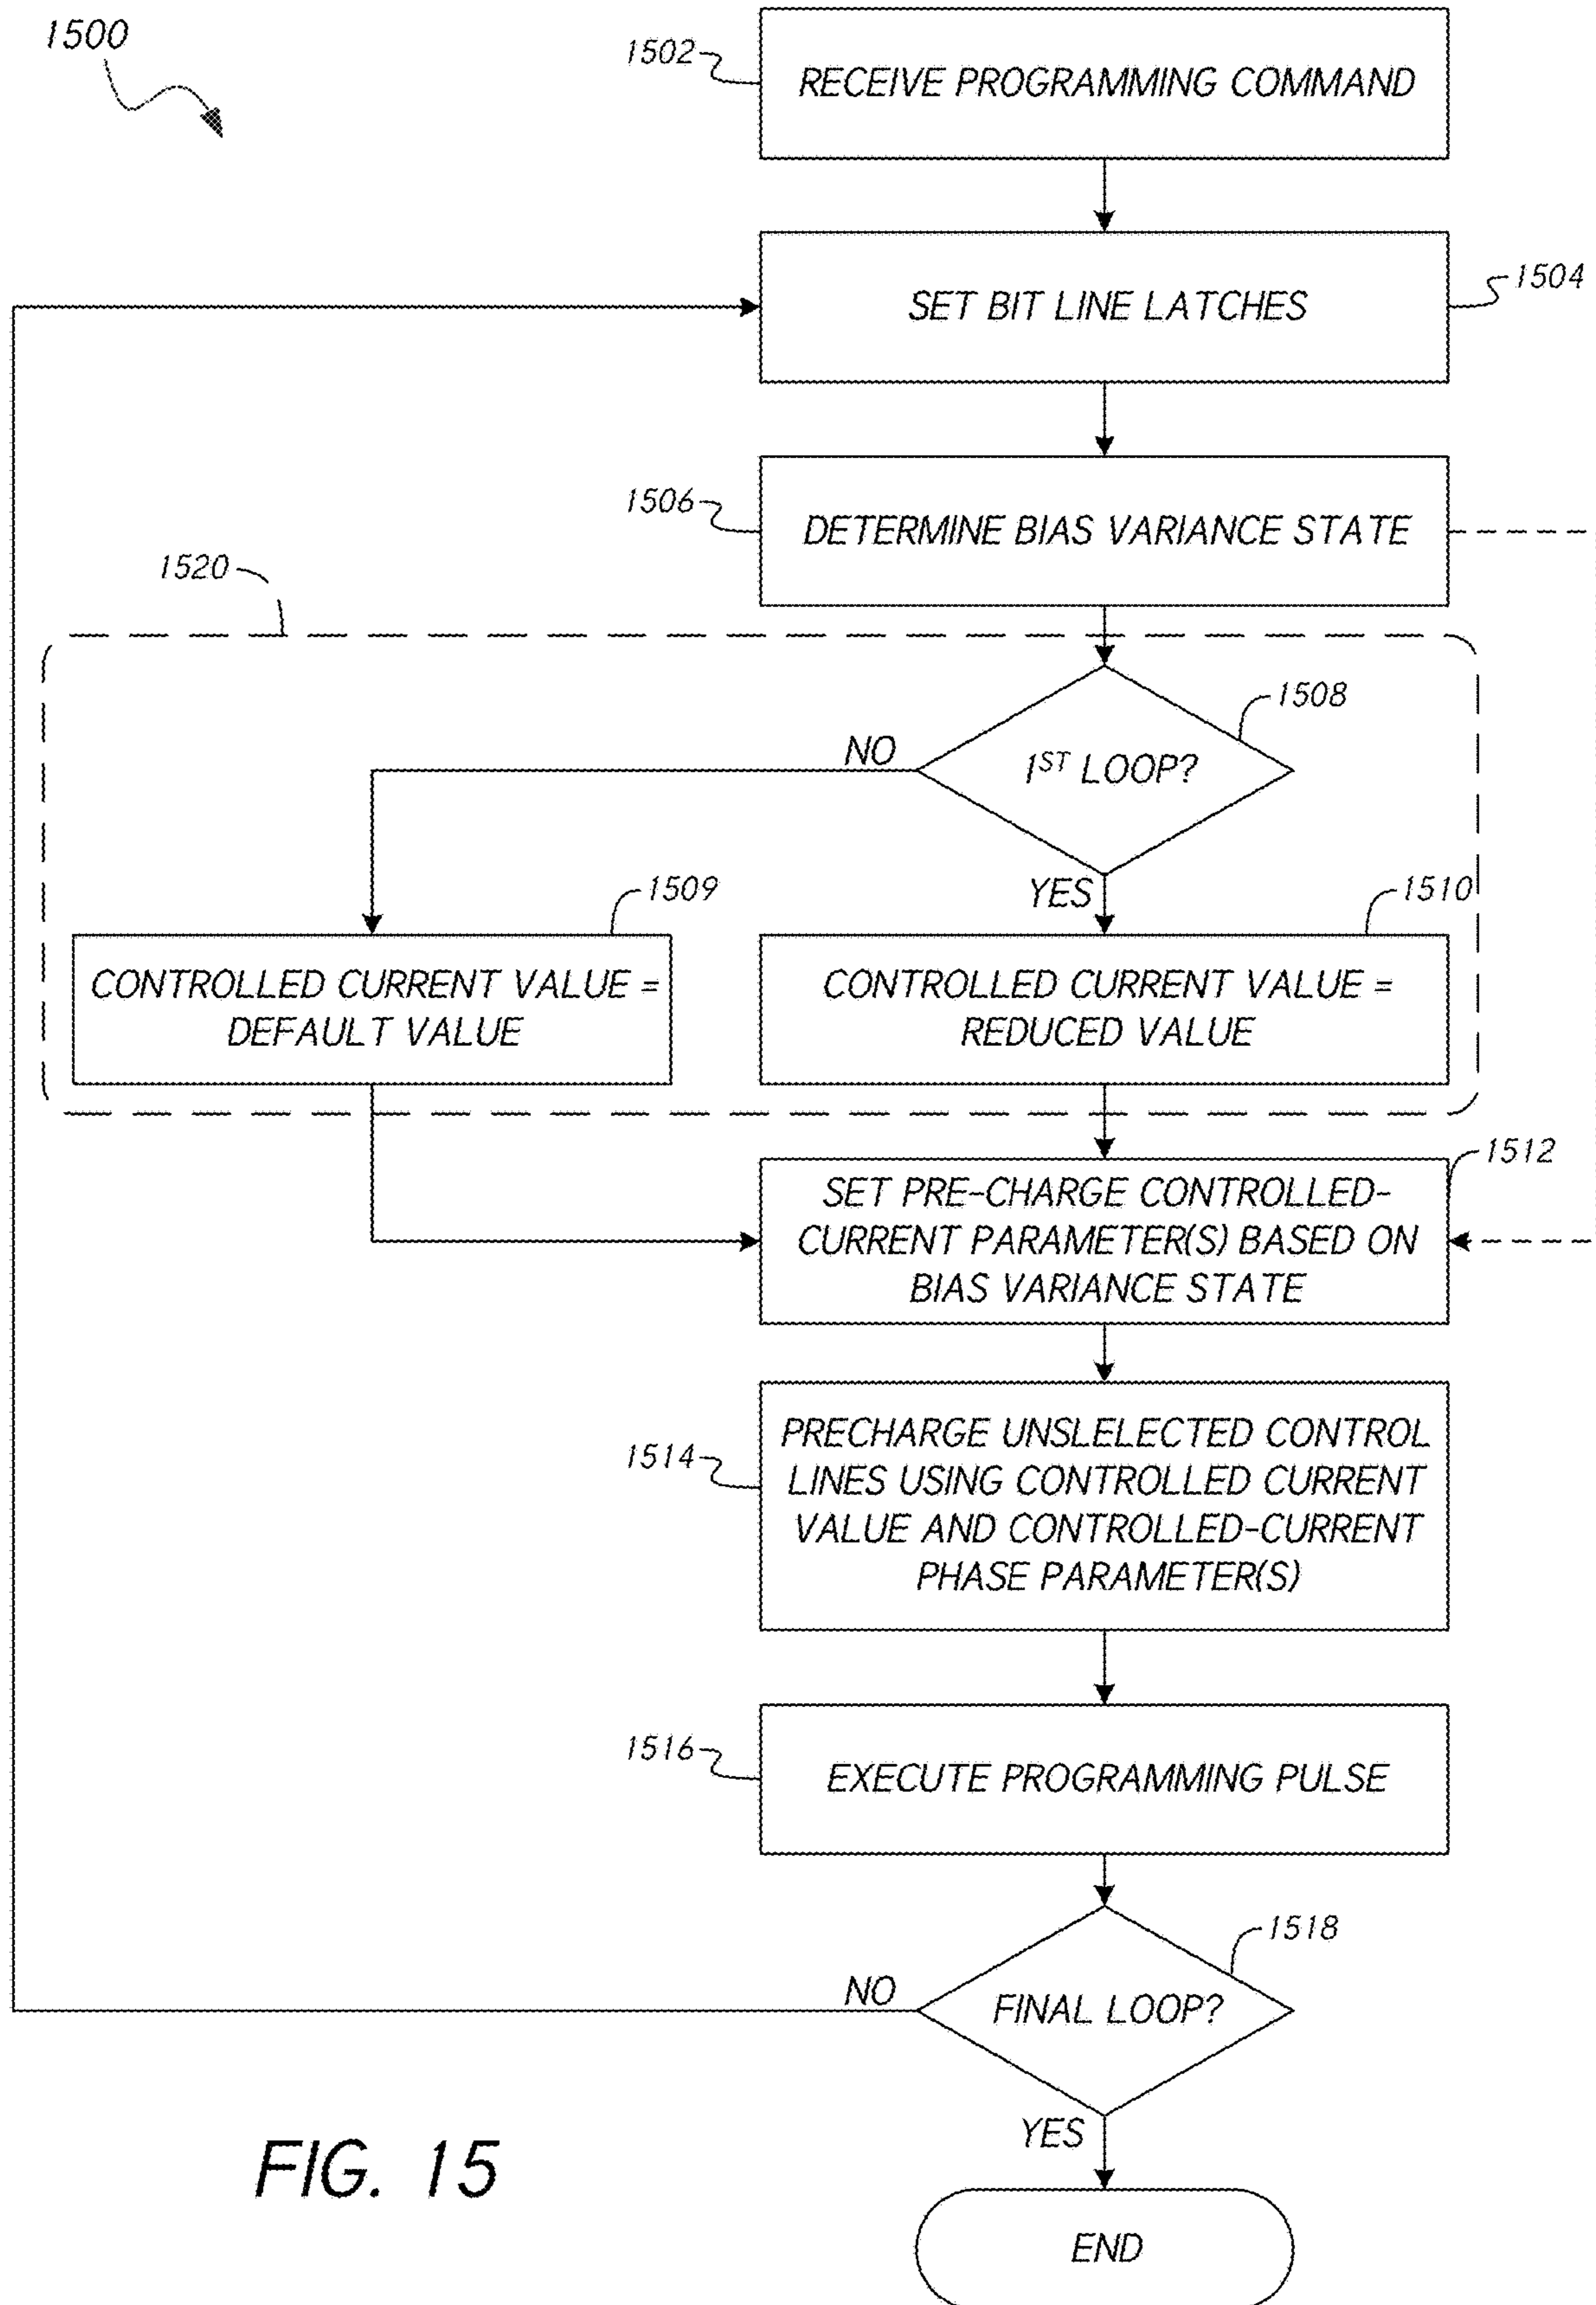 1500
1502
RECEIVE PROGRAMMING COMMAND
SET BIT LINE LATCHES
1504
1506
DETERMINE BIAS VARIANCE STATE
1520
1508
1ST LOOP?
NO
YES
1509
CONTROLLED CURRENT VALUE =
DEFAULT VALUE
1510
CONTROLLED CURRENT VALUE =
REDUCED VALUE
1512
SET PRE-CHARGE CONTROLLED-
CURRENT PARAMETER(S) BASED ON
BIAS VARIANCE STATE
1514
PRECHARGE UNSLELECTED CONTROL
LINES USING CONTROLLED CURRENT
VALUE AND CONTROLLED-CURRENT
PHASE PARAMETER(S)
1516
EXECUTE PROGRAMMING PULSE
1518
FINAL LOOP?
NO
YES
END
FIG. 15